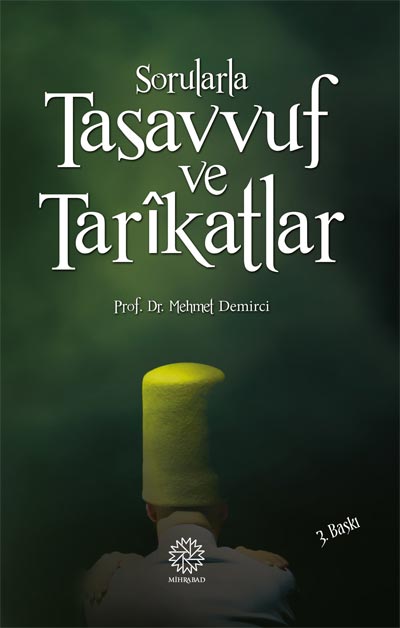 Sorularla
Tasavvuf
ve
Tarîkatlar
Prof. Dr. Mehmet Demirci
3. Baskı
MİHRABAD